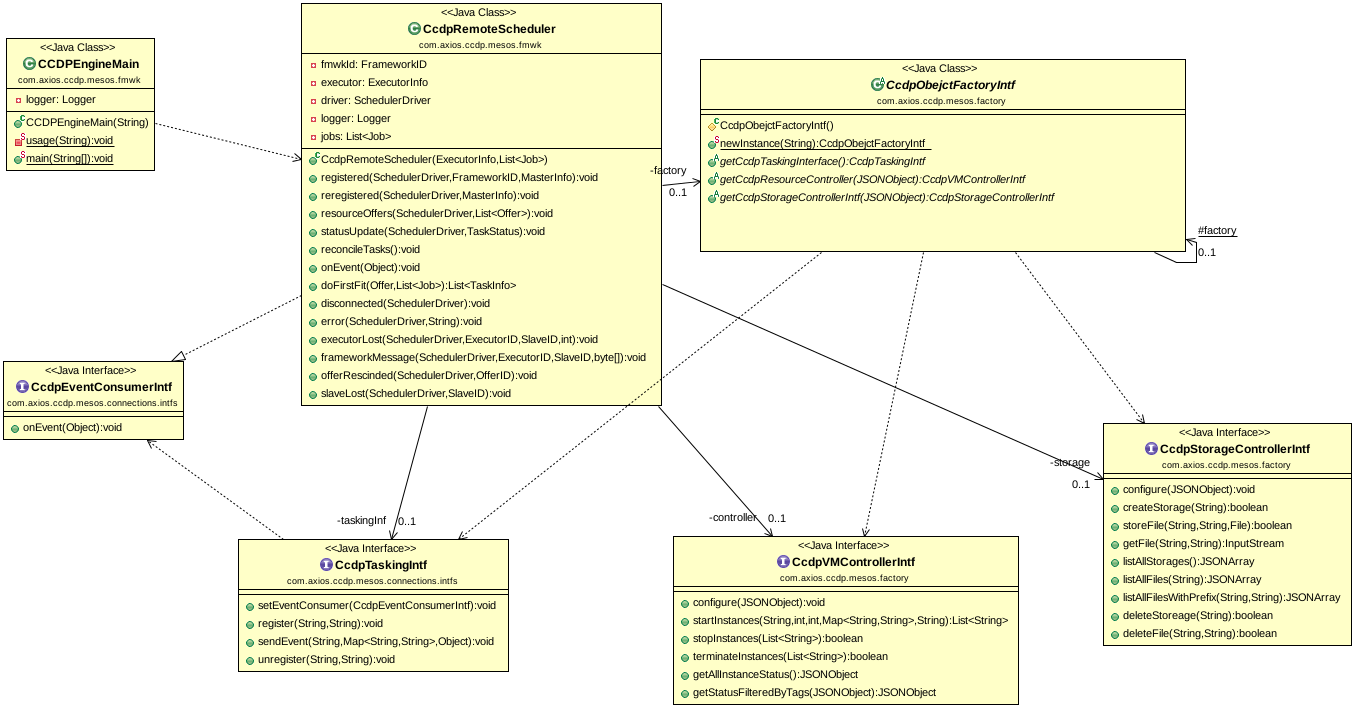 <<Java Class>>
CCDPEngineMain
com.axios.ccdp.mesos.fmwk
logger: Logger
CCDPEngineMain(String)
usage(String):void
main(String[]):void
<<Java Class>>
CcdpRemoteScheduler
com.axios.ccdp.mesos.fmwk
fmwkId: FrameworkID
executor: ExecutorInfo
driver: SchedulerDriver
logger: Logger
jobs: List<Job>
CcdpRemoteScheduler(ExecutorInfo,List<Job>)
registered(SchedulerDriver,FrameworkID,MasterInfo):void
reregistered(SchedulerDriver,MasterInfo):void
resourceOffers(SchedulerDriver,List<Offer>):void
statusUpdate(SchedulerDriver,TaskStatus):void
reconcileTasks():void
onEvent(Object):void
doFirstFit(Offer,List<Job>):List<TaskInfo>
disconnected(SchedulerDriver):void
error(SchedulerDriver,String):void
executorLost(SchedulerDriver,ExecutorID,SlaveID,int):void
frameworkMessage(SchedulerDriver,ExecutorID,SlaveID,byte[]):void
offerRescinded(SchedulerDriver,OfferID):void
slaveLost(SchedulerDriver,SlaveID):void
-factory
0..1
<<Java Class>>
CcdpObejctFactoryIntf
com.axios.ccdp.mesos.factory
CcdpObejctFactoryIntf()
newInstance(String):CcdpObejctFactoryIntf
getCcdpTaskingInterface():CcdpTaskingIntf
getCcdpResourceController(JSONObject):CcdpVMControllerIntf
getCcdpStorageControllerIntf(JSONObject):CcdpStorageControllerIntf
#factory
0..1
<<Java Interface>>
CcdpEventConsumerIntf
com.axios.ccdp.mesos.connections.intfs
onEvent(Object):void
-taskingInf
0..1
<<Java Interface>>
CcdpTaskingIntf
com.axios.ccdp.mesos.connections.intfs
setEventConsumer(CcdpEventConsumerIntf):void
register(String,String):void
sendEvent(String,Map<String,String>,Object):void
unregister(String,String):void
-controller
0..1
<<Java Interface>>
CcdpVMControllerIntf
com.axios.ccdp.mesos.factory
configure(JSONObject):void
startInstances(String,int,int,Map<String,String>,String):List<String>
stopInstances(List<String>):boolean
terminateInstances(List<String>):boolean
getAllInstanceStatus():JSONObject
getStatusFilteredByTags(JSONObject):JSONObject
-storage
0..1
<<Java Interface>>
CcdpStorageControllerIntf
com.axios.ccdp.mesos.factory
configure(JSONObject):void
createStorage(String):boolean
storeFile(String,String,File):boolean
getFile(String,String):InputStream
listAllStorages():JSONArray
listAllFiles(String):JSONArray
listAllFilesWithPrefix(String,String):JSONArray
deleteStoreage(String):boolean
deleteFile(String,String):boolean